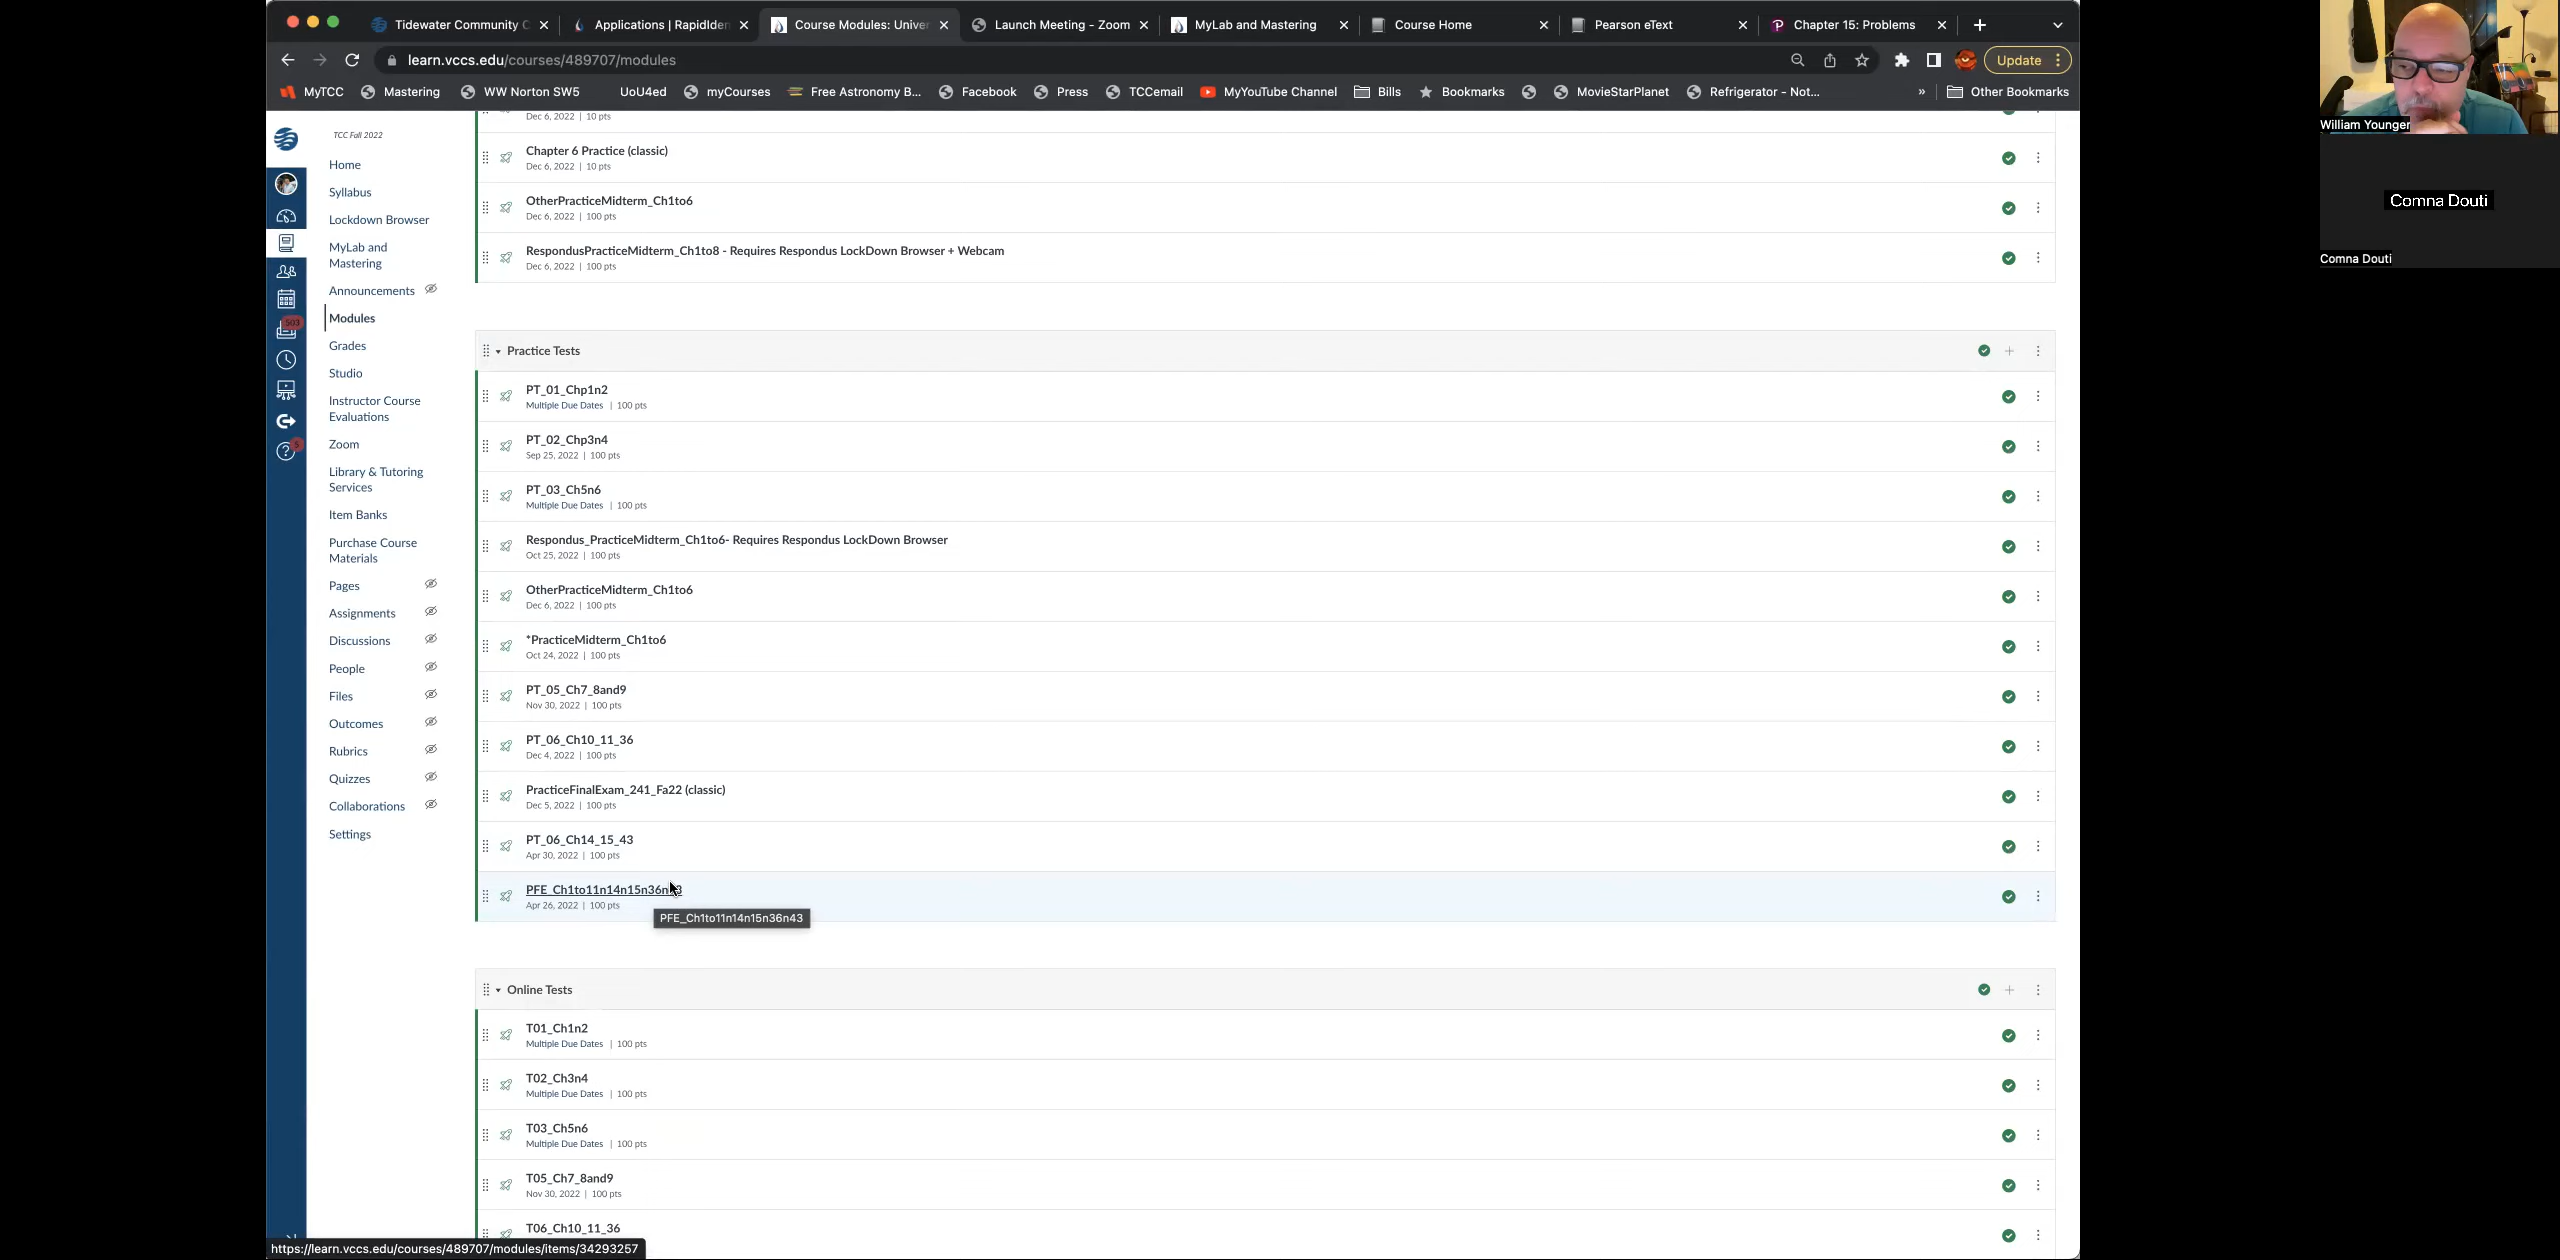 Tidewater Community C
Applications | RapidIden
Course Modules: Univer
Launch Meeting - Zoom
MyLab and Mastering
Course Home
Pearson eText
Chapter 15: Problems
learn.vccs.edu/courses/489707/modules
Update
MyTCC
Mastering
WW Norton SW5
UoU4ed
myCourses
Free Astronomy B...
Facebook
Press
TCCemail
MyYouTube Channel
Bills
Bookmarks
MovieStarPlanet
Refrigerator - Not...
»
Other Bookmarks
William Younger
Comna Douti
Comna Douti
503
5
TCC Fall 2022
Home
Syllabus
Lockdown Browser
MyLab and
Mastering
Announcements
Modules
Grades
Studio
Instructor Course
Evaluations
Zoom
Library & Tutoring
Services
Item Banks
Purchase Course
Materials
Pages
Assignments
Discussions
People
Files
Outcomes
Rubrics
Quizzes
Collaborations
Settings
Dec 6, 2022 | 10 pts
Chapter 6 Practice (classic)
Dec 6, 2022 | 10 pts
OtherPracticeMidterm_Ch1to6
Dec 6, 2022 | 100 pts
RespondusPracticeMidterm_Ch1to8 - Requires Respondus LockDown Browser + Webcam
Dec 6, 2022 | 100 pts
Practice Tests
PT_01_Chp1n2
Multiple Due Dates | 100 pts
PT_02_Chp3n4
Sep 25, 2022 | 100 pts
PT_03_Ch5n6
Multiple Due Dates | 100 pts
Respondus_PracticeMidterm_Ch1to6- Requires Respondus LockDown Browser
Oct 25, 2022 | 100 pts
OtherPracticeMidterm_Ch1to6
Dec 6, 2022 | 100 pts
*PracticeMidterm_Ch1to6
Oct 24, 2022 | 100 pts
PT_05_Ch7_8and9
Nov 30, 2022 | 100 pts
PT_06_Ch10_11_36
Dec 4, 2022 | 100 pts
PracticeFinalExam_241_Fa22 (classic)
Dec 5, 2022 | 100 pts
PT_06_Ch14_15_43
Apr 30, 2022 | 100 pts
PFE_Ch1to11n14n15n36n43
Apr 26, 2022 | 100 pts
PFE_Ch1to11n14n15n36n43
Online Tests
T01_Ch1n2
Multiple Due Dates | 100 pts
T02_Ch3n4
Multiple Due Dates | 100 pts
T03_Ch5n6
Multiple Due Dates | 100 pts
T05_Ch7_8and9
Nov 30, 2022 | 100 pts
T06_Ch10_11_36
https://learn.vccs.edu/courses/489707/modules/items/34293257